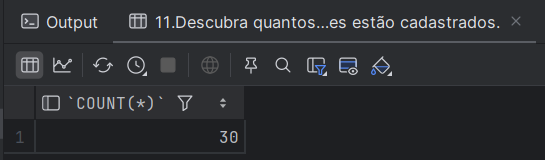 Output
11.Descubra quantos...es estão cadastrados.
`COUNT(*)`
1
30